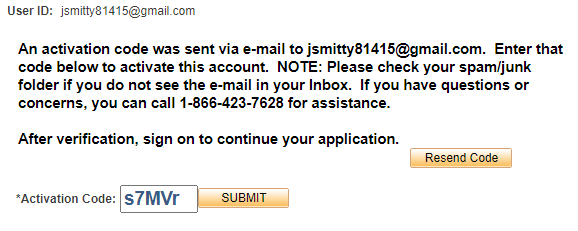 User ID: jsmitty81415@gmail.com
An activation code was sent via e-mail to jsmitty81415@gmail.com. Enter that
code below to activate this account. NOTE: Please check your spam/junk
folder if you do not see the e-mail in your Inbox. If you have questions or
concerns, you can call 1-866-423-7628 for assistance.
After verification, sign on to continue your application.
Resend Code
*Activation Code: s7MVr SUBMIT